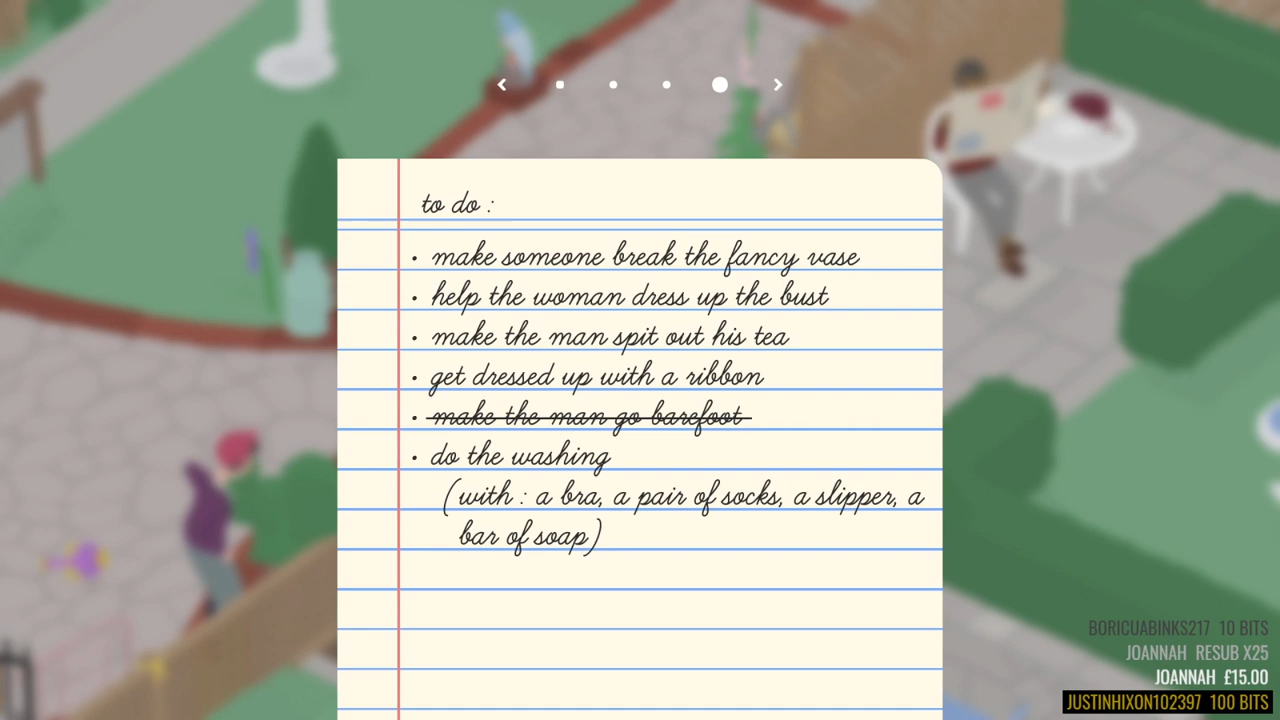 to do :
• make someone break the fancy vase
• help the woman dress up the bust
• make the man spit out his tea
• get dressed up with a ribbon
• make the man go barefoot
• do the washing
(with : a bra, a pair of socks, a slipper, a
bar of soap)
BORICUABINKS217 10 BITS
JOANNAH RESUB X25
JOANNAH £15.00
JUSTINHIXON102397 100 BITS